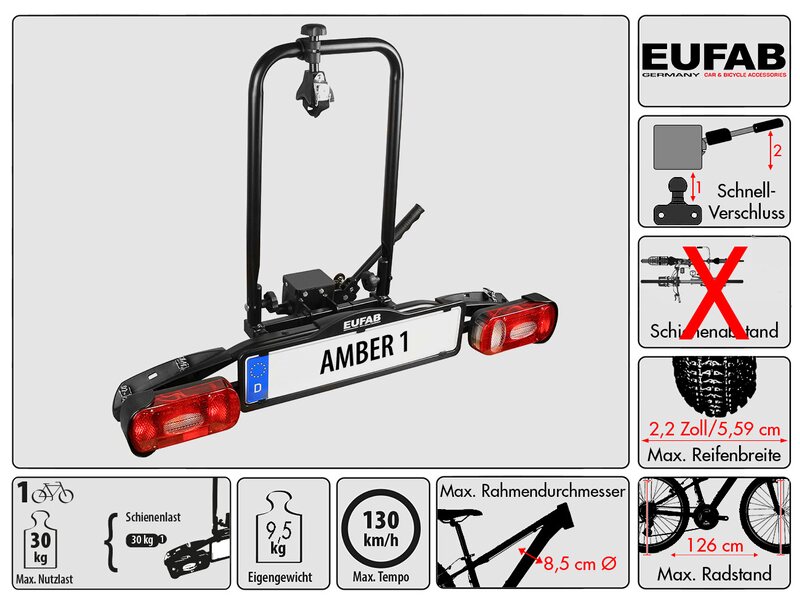 EUFAB
AMBER 1
D
EUFAB
GERMANY CAR & BICYCLE ACCESSORIES
1
2
Schnell-
Verschluss
X
Schienenabstand
2,2 Zoll/5,59 cm
Max. Reifenbreite
1
30
kg
Max. Nutzlast
Schienenlast
30 kg 1
9,5
kg
Eigengewicht
130
km/h
Max. Tempo
Max. Rahmendurchmesser
8,5 cm Ø
126 cm
Max. Radstand